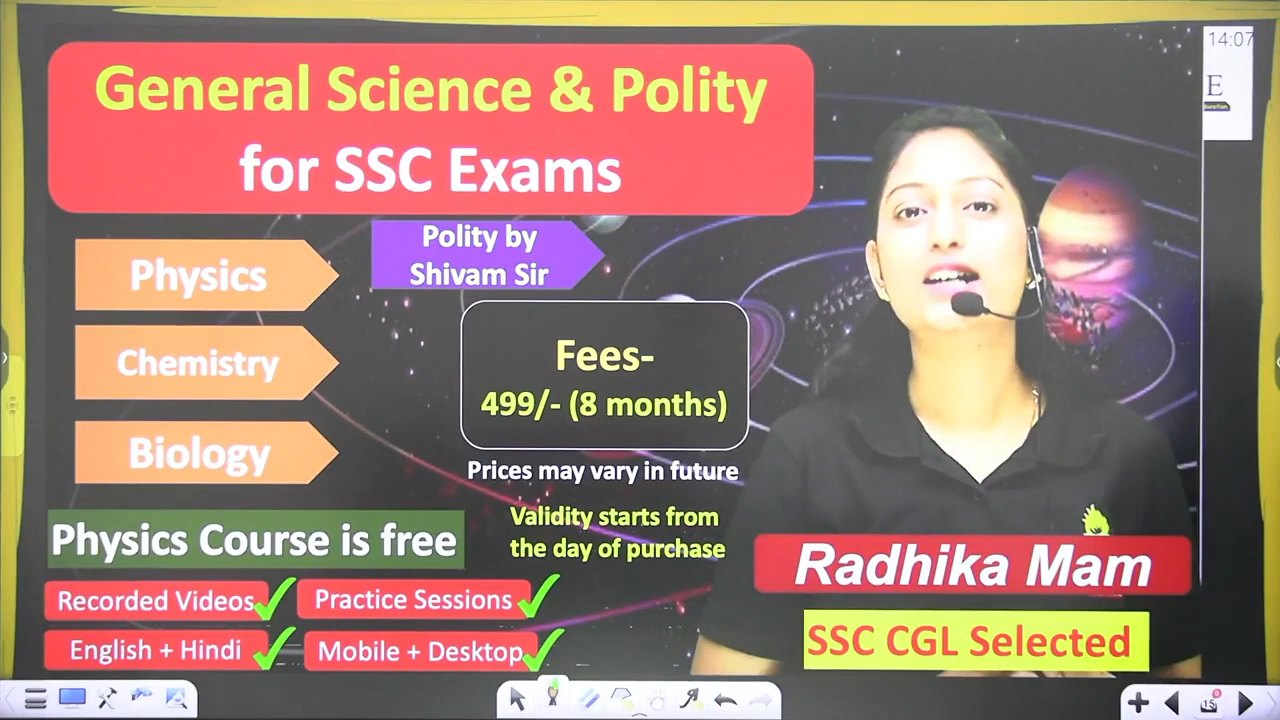 General Science & Polity
for SSC Exams
14:07
E
Physics
Polity by
Shivam Sir
Chemistry
Fees-
499/- (8 months)
Biology
Prices may vary in future
Validity starts from
the day of purchase
Physics Course is free
Radhika Mam
Recorded Videos
Practice Sessions
English + Hindi
Mobile + Desktop
SSC CGL Selected
15